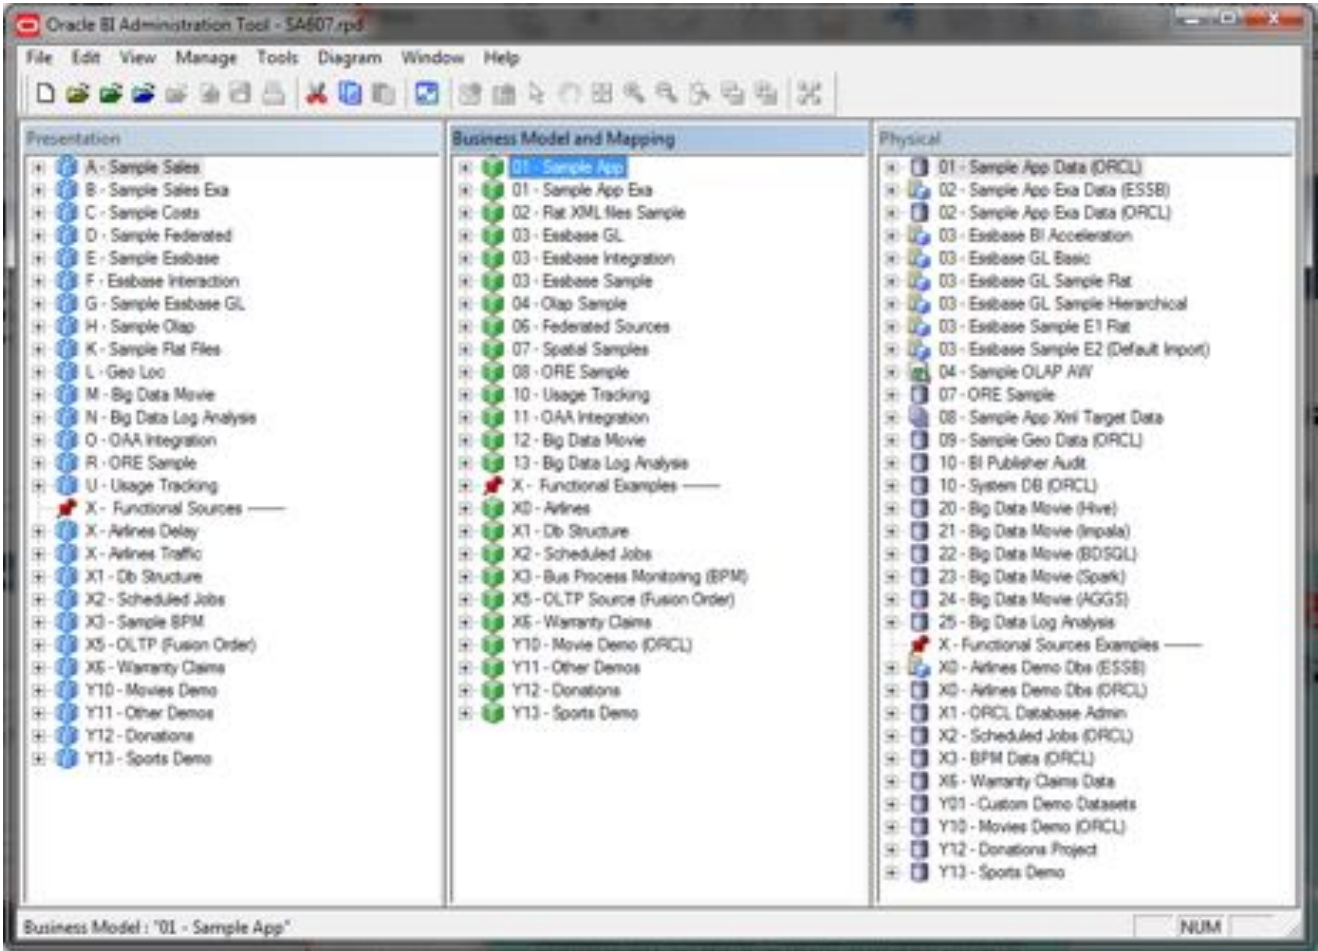 Oracle BI Administration Tool - SA607.rpd
File Edit View Manage Tools Diagram Window Help
Presentation
A - Sample Sales
B - Sample Sales Exa
C - Sample Costs
D - Sample Federated
E - Sample Essbase
F - Essbase Interaction
G - Sample Essbase GL
H - Sample Olap
K - Sample Flat Files
L - Geo Loc
M - Big Data Movie
N - Big Data Log Analysis
O - OAA Integration
R - ORE Sample
U - Usage Tracking
X - Functional Sources -------
X - Airlines Delay
X - Airlines Traffic
X1 - Db Structure
X2 - Scheduled Jobs
X3 - Sample BPM
X5 - OLTP (Fusion Order)
X6 - Warranty Claims
Y10 - Movies Demo
Y11 - Other Demos
Y12 - Donations
Y13 - Sports Demo
Business Model and Mapping
01 - Sample App
01 - Sample App Exa
02 - Flat XML files Sample
03 - Essbase GL
03 - Essbase Integration
03 - Essbase Sample
04 - Olap Sample
06 - Federated Sources
07 - Spatial Samples
08 - ORE Sample
10 - Usage Tracking
11 - OAA Integration
12 - Big Data Movie
13 - Big Data Log Analysis
X - Functional Examples -------
X0 - Airlines
X1 - Db Structure
X2 - Scheduled Jobs
X3 - Bus Process Monitoring (BPM)
X5 - OLTP Source (Fusion Order)
X6 - Warranty Claims
Y10 - Movie Demo (ORCL)
Y11 - Other Demos
Y12 - Donations
Y13 - Sports Demo
Physical
01 - Sample App Data (ORCL)
02 - Sample App Exa Data (ESSB)
02 - Sample App Exa Data (ORCL)
03 - Essbase BI Acceleration
03 - Essbase GL Basic
03 - Essbase GL Sample Flat
03 - Essbase GL Sample Hierarchical
03 - Essbase Sample E1 Flat
03 - Essbase Sample E2 (Default Import)
04 - Sample OLAP AW
07 - ORE Sample
08 - Sample App Xml Target Data
09 - Sample Geo Data (ORCL)
10 - BI Publisher Audit
10 - System DB (ORCL)
20 - Big Data Movie (Hive)
21 - Big Data Movie (Impala)
22 - Big Data Movie (BDSQL)
23 - Big Data Movie (Spark)
24 - Big Data Movie (AGGS)
25 - Big Data Log Analysis
X - Functional Sources Examples -------
X0 - Airlines Demo Dbs (ESSB)
X0 - Airlines Demo Dbs (ORCL)
X1 - ORCL Database Admin
X2 - Scheduled Jobs (ORCL)
X3 - BPM Data (ORCL)
X6 - Warranty Claims Data
Y01 - Custom Demo Datasets
Y10 - Movies Demo (ORCL)
Y12 - Donations Project
Y13 - Sports Demo
Business Model : "01 - Sample App"
NUM